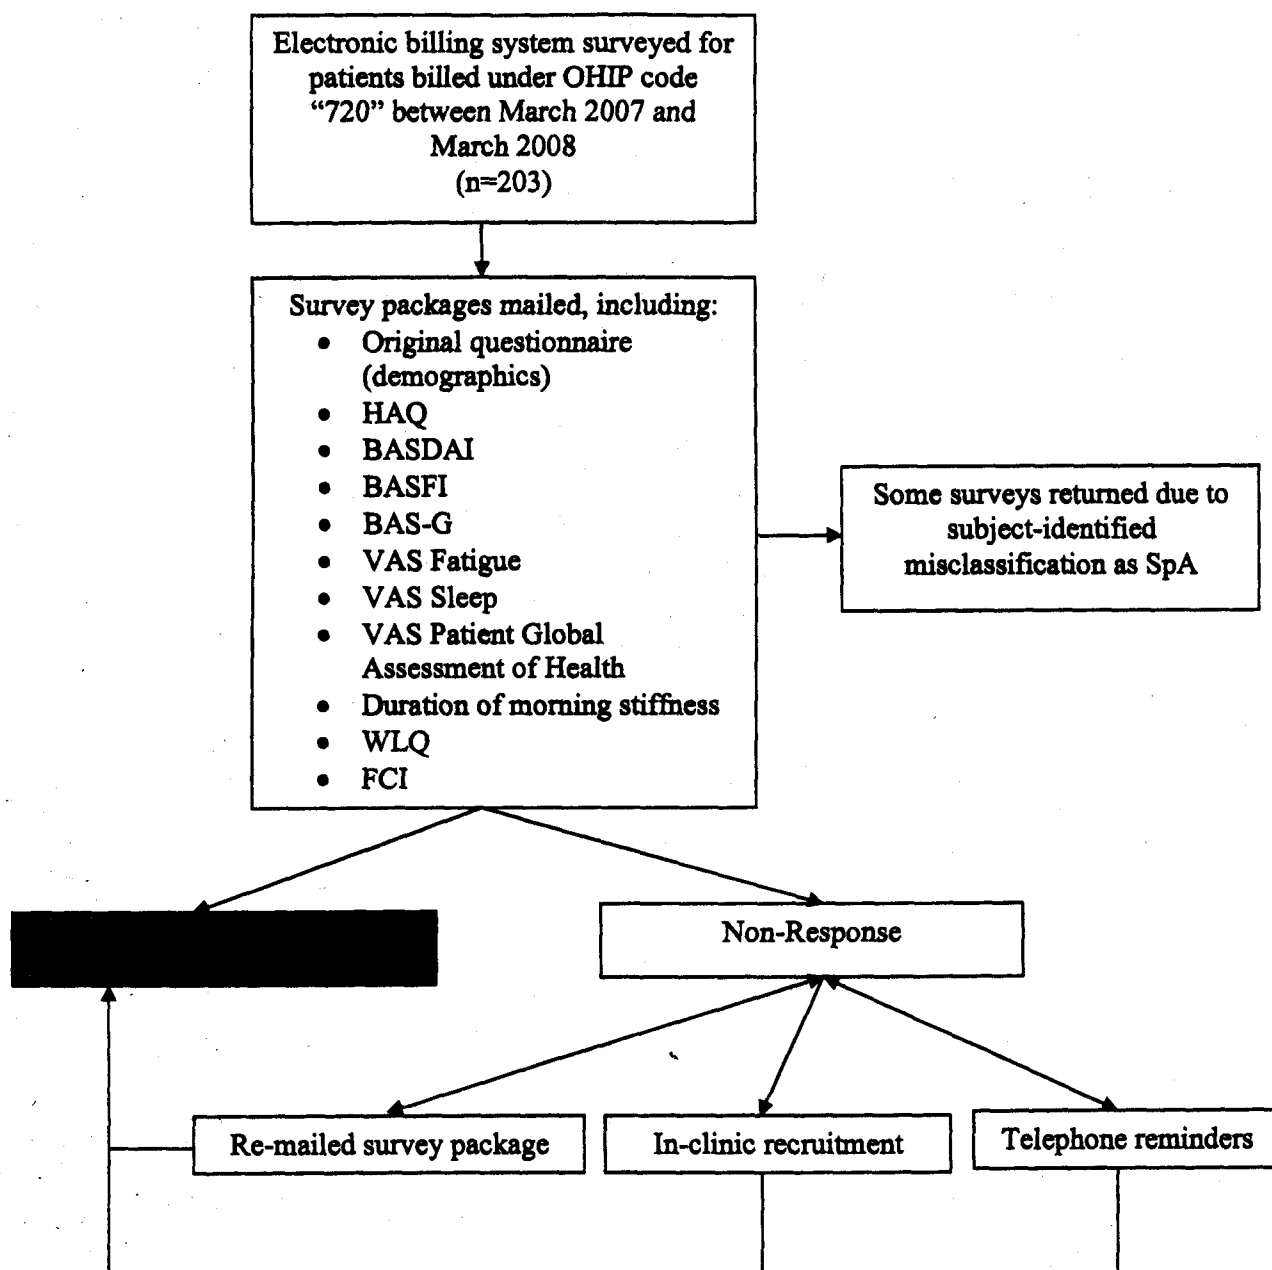 Electronic billing system surveyed for
patients billed under OHIP code
“720” between March 2007 and
March 2008
(n=203)
Survey packages mailed, including:
• Original questionnaire
(demographics)
• HAQ
• BASDAI
• BASFI
• BAS-G
• VAS Fatigue
• VAS Sleep
• VAS Patient Global
Assessment of Health
• Duration of morning stiffness
• WLQ
• FCI
Some surveys returned due to
subject-identified
misclassification as SpA
Non-Response
Re-mailed survey package
In-clinic recruitment
Telephone reminders